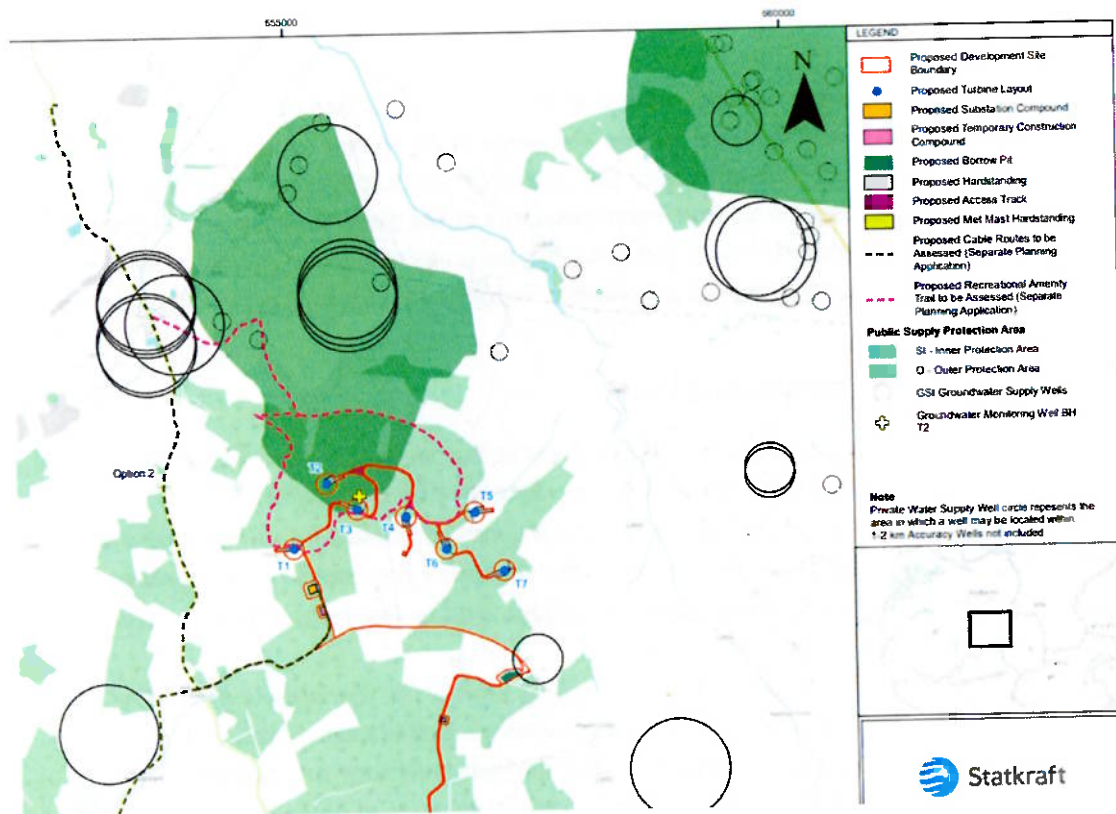 655000
660000
LEGEND
N
Proposed Development Site
Boundary
Proposed Turbine Layout
Proposed Substation Compound
Proposed Temporary Construction
Compound
Proposed Borrow Pit
Proposed Hardstanding
Proposed Access Track
Proposed Met Mast Hardstanding
Proposed Cable Routes to be
Assessed (Separate Planning
Application)
Proposed Recreational Amenity
Trail to be Assessed (Separate
Planning Application)
Public Supply Protection Area
SI - Inner Protection Area
O - Outer Protection Area
GSI Groundwater Supply Wells
Groundwater Monitoring Well BH
T2
Note
Private Water Supply Well circle represents the
area in which a well may be located within
1-2 km Accuracy Wells not included
Option 2
T2
T3
T4
T5
T1
T6
T7
Statkraft